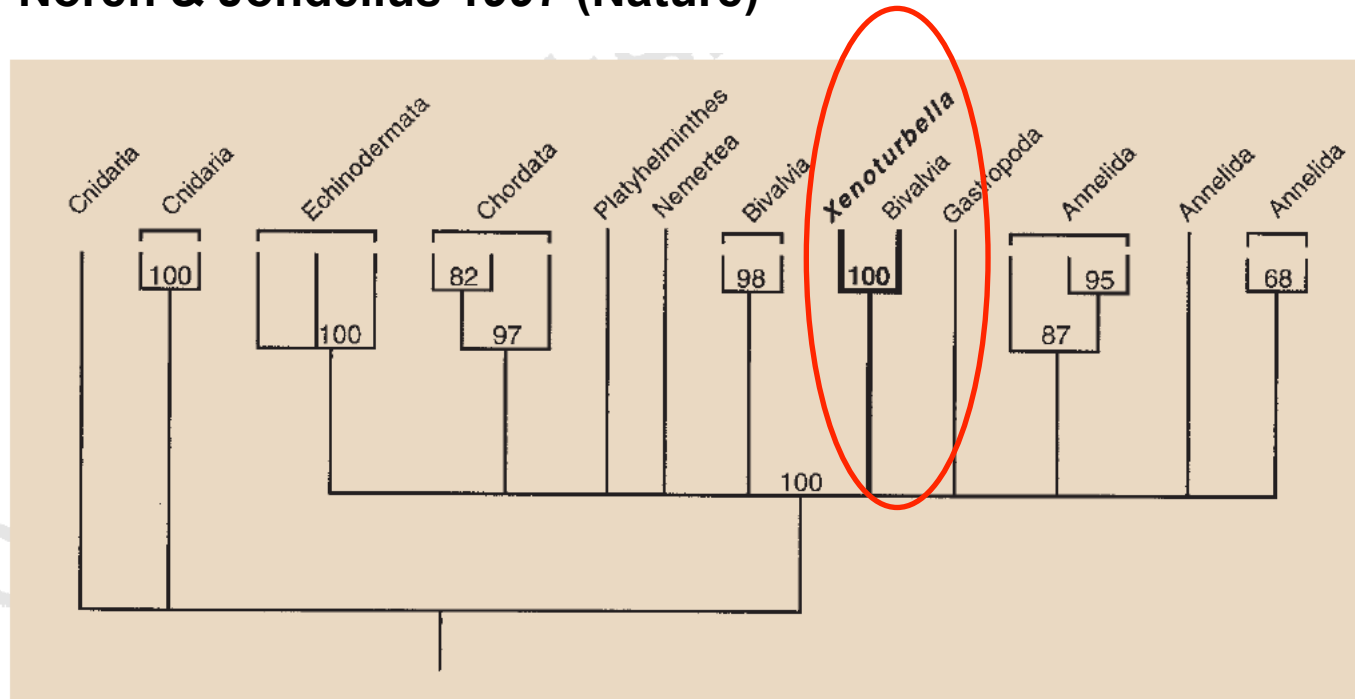 Cnidaria
Cnidaria
Echinodermata
Chordata
Platyhelminthes
Nemertea
Bivalvia
Xenoturbella
Bivalvia
Gastropoda
Annelida
Annelida
Annelida
100
82
98
100
95
68
100
97
87
100